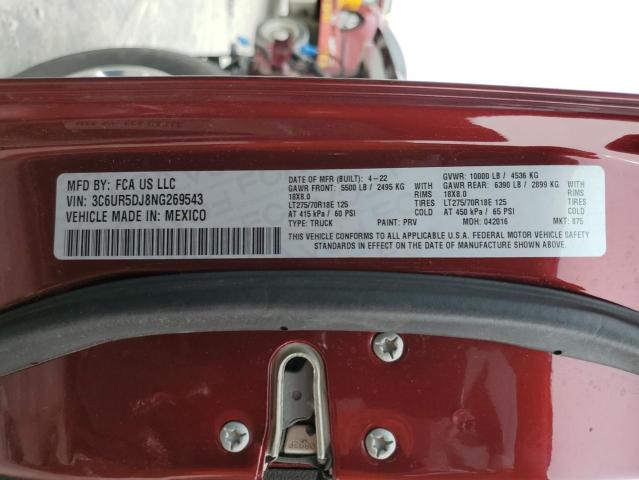 MFD BY: FCA US LLC
VIN: 3C6UR5DJ8NG269543
VEHICLE MADE IN: MEXICO
DATE OF MFR (BUILT): 4-22
GAWR FRONT: 5500 LB / 2495 KG WITH
18X8.0 RIMS
LT275/70R18E 125 TIRES
AT 415 kPa / 60 PSI
TYPE: TRUCK
GVWR: 10000 LB / 4536 KG
GAWR REAR: 6390 LB / 2899 KG WITH
18X8.0 RIMS
LT275/70R18E 125 TIRES
AT 450 kPa / 65 PSI
PAINT: PRV MDH: 042016 MKT: 875
THIS VEHICLE CONFORMS TO ALL APPLICABLE U.S.A. FEDERAL MOTOR VEHICLE SAFETY
STANDARDS IN EFFECT ON THE DATE OF MANUFACTURE SHOWN ABOVE.